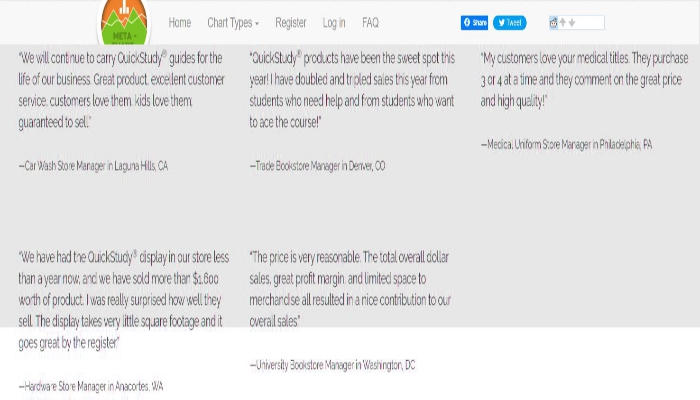 META -
Home Chart Types Register Log in FAQ Share Tweet
"We will continue to carry QuickStudy® guides for the
life of our business. Great product, excellent customer
service, customers love them, kids love them,
guaranteed to sell."
—Car Wash Store Manager in Laguna Hills, CA
"QuickStudy® products have been the sweet spot this
year! I have doubled and tripled sales this year from
students who need help and from students who want
to ace the course!"
—Trade Bookstore Manager in Denver, CO
"My customers love your medical titles. They purchase
3 or 4 at a time and they comment on the great price
and high quality!"
—Medical Uniform Store Manager in Philadelphia, PA
"We have had the QuickStudy® display in our store less
than a year now, and we have sold more than $1,600
worth of product. I was really surprised how well they
sell. The display takes very little square footage and it
goes great by the register."
—Hardware Store Manager in Anacortes, WA
"The price is very reasonable. The total overall dollar
sales, great profit margin, and limited space to
merchandise all resulted in a nice contribution to our
overall sales"
—University Bookstore Manager in Washington, DC